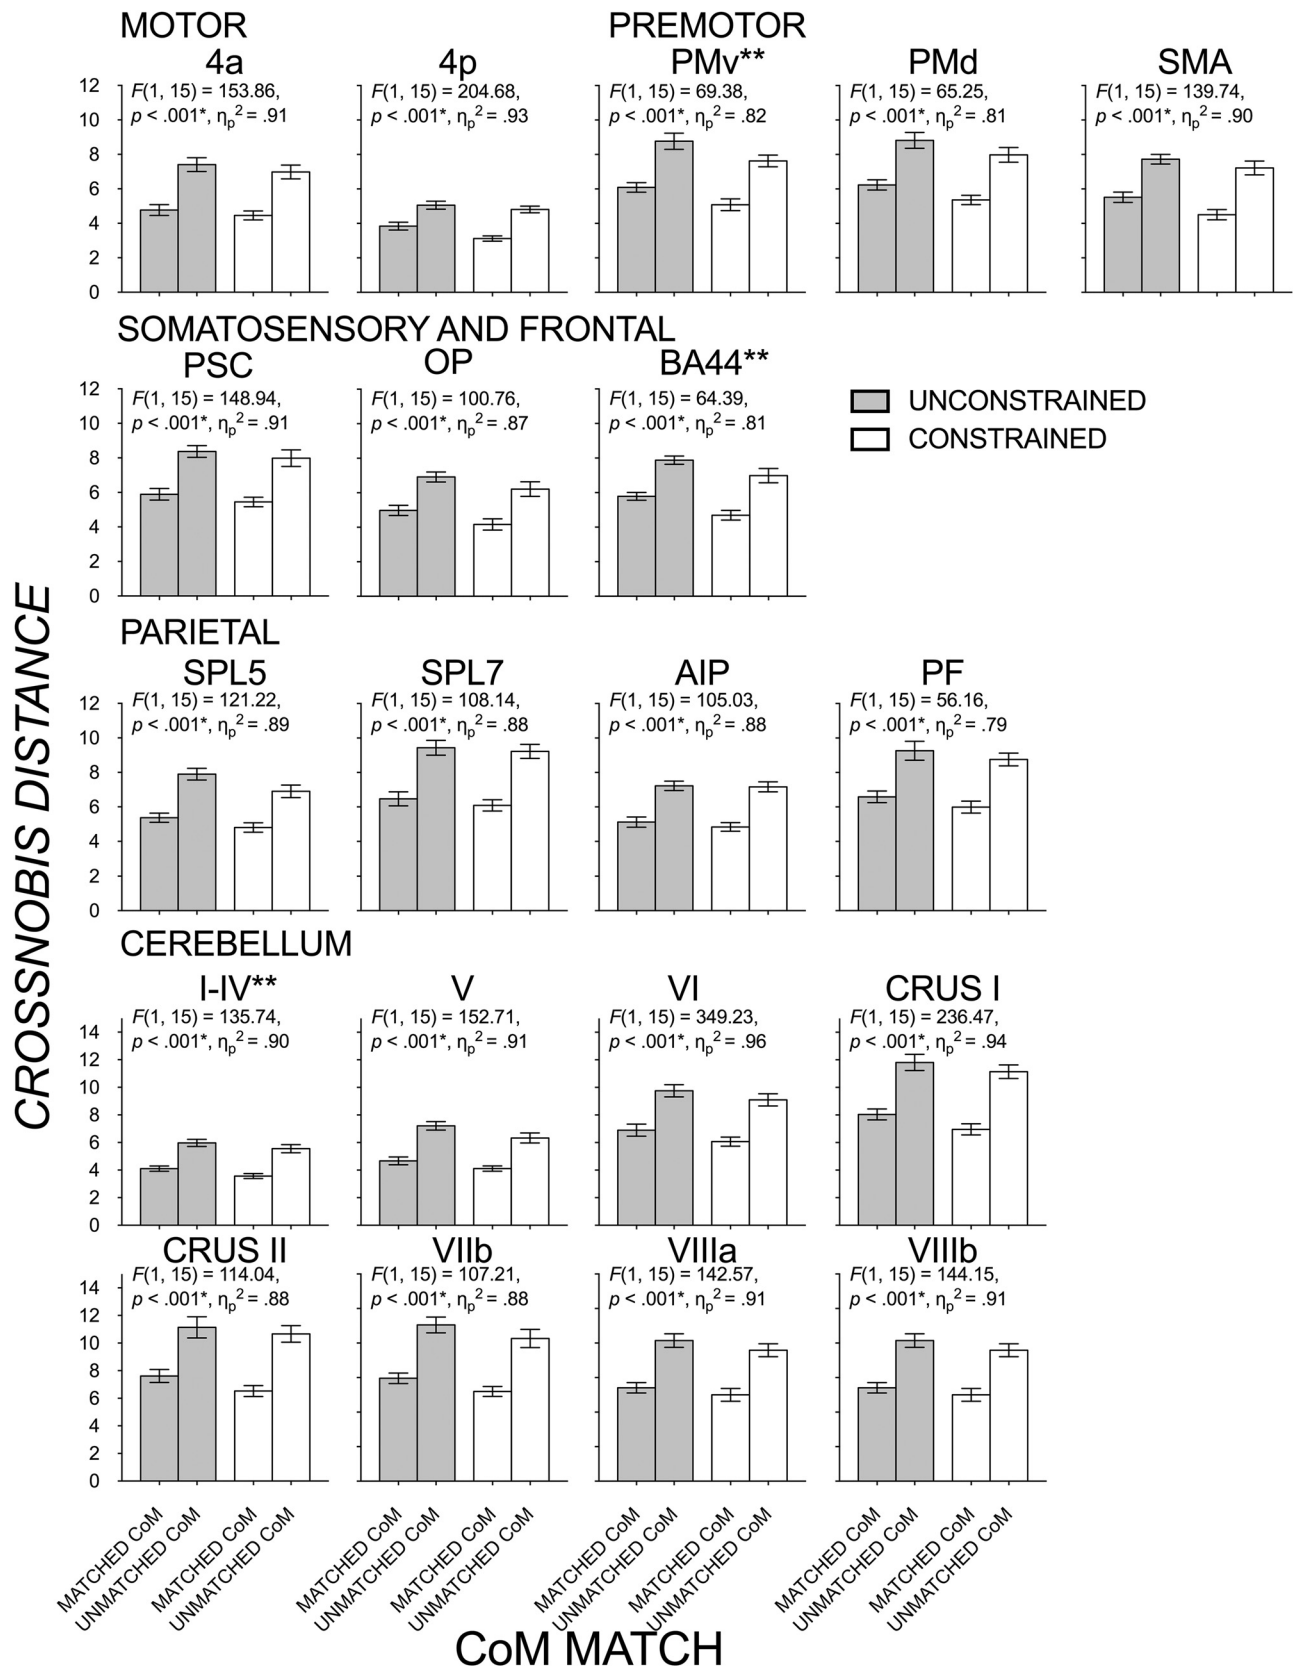 MOTOR
PREMOTOR
4a
4p
PMv**
PMd
SMA
F(1, 15) = 153.86,
p < .001*, ηp2 = .91
F(1, 15) = 204.68,
p < .001*, ηp2 = .93
F(1, 15) = 69.38,
p < .001*, ηp2 = .82
F(1, 15) = 65.25,
p < .001*, ηp2 = .81
F(1, 15) = 139.74,
p < .001*, ηp2 = .90
12
10
8
6
4
2
0
SOMATOSENSORY AND FRONTAL
PSC
OP
BA44**
F(1, 15) = 148.94,
p < .001*, ηp2 = .91
F(1, 15) = 100.76,
p < .001*, ηp2 = .87
F(1, 15) = 64.39,
p < .001*, ηp2 = .81
12
10
8
6
4
2
0
UNCONSTRAINED
CONSTRAINED
CROSSNOBIS DISTANCE
PARIETAL
SPL5
SPL7
AIP
PF
F(1, 15) = 121.22,
p < .001*, ηp2 = .89
F(1, 15) = 108.14,
p < .001*, ηp2 = .88
F(1, 15) = 105.03,
p < .001*, ηp2 = .88
F(1, 15) = 56.16,
p < .001*, ηp2 = .79
12
10
8
6
4
2
0
CEREBELLUM
I-IV**
V
VI
CRUS I
F(1, 15) = 135.74,
p < .001*, ηp2 = .90
F(1, 15) = 152.71,
p < .001*, ηp2 = .91
F(1, 15) = 349.23,
p < .001*, ηp2 = .96
F(1, 15) = 236.47,
p < .001*, ηp2 = .94
14
12
10
8
6
4
2
0
CRUS II
VIIb
VIIIa
VIIIb
F(1, 15) = 114.04,
p < .001*, ηp2 = .88
F(1, 15) = 107.21,
p < .001*, ηp2 = .88
F(1, 15) = 142.57,
p < .001*, ηp2 = .91
F(1, 15) = 144.15,
p < .001*, ηp2 = .91
14
12
10
8
6
4
2
0
MATCHED CoM
UNMATCHED CoM
MATCHED CoM
UNMATCHED CoM
MATCHED CoM
UNMATCHED CoM
MATCHED CoM
UNMATCHED CoM
MATCHED CoM
UNMATCHED CoM
MATCHED CoM
UNMATCHED CoM
MATCHED CoM
UNMATCHED CoM
MATCHED CoM
UNMATCHED CoM
CoM MATCH